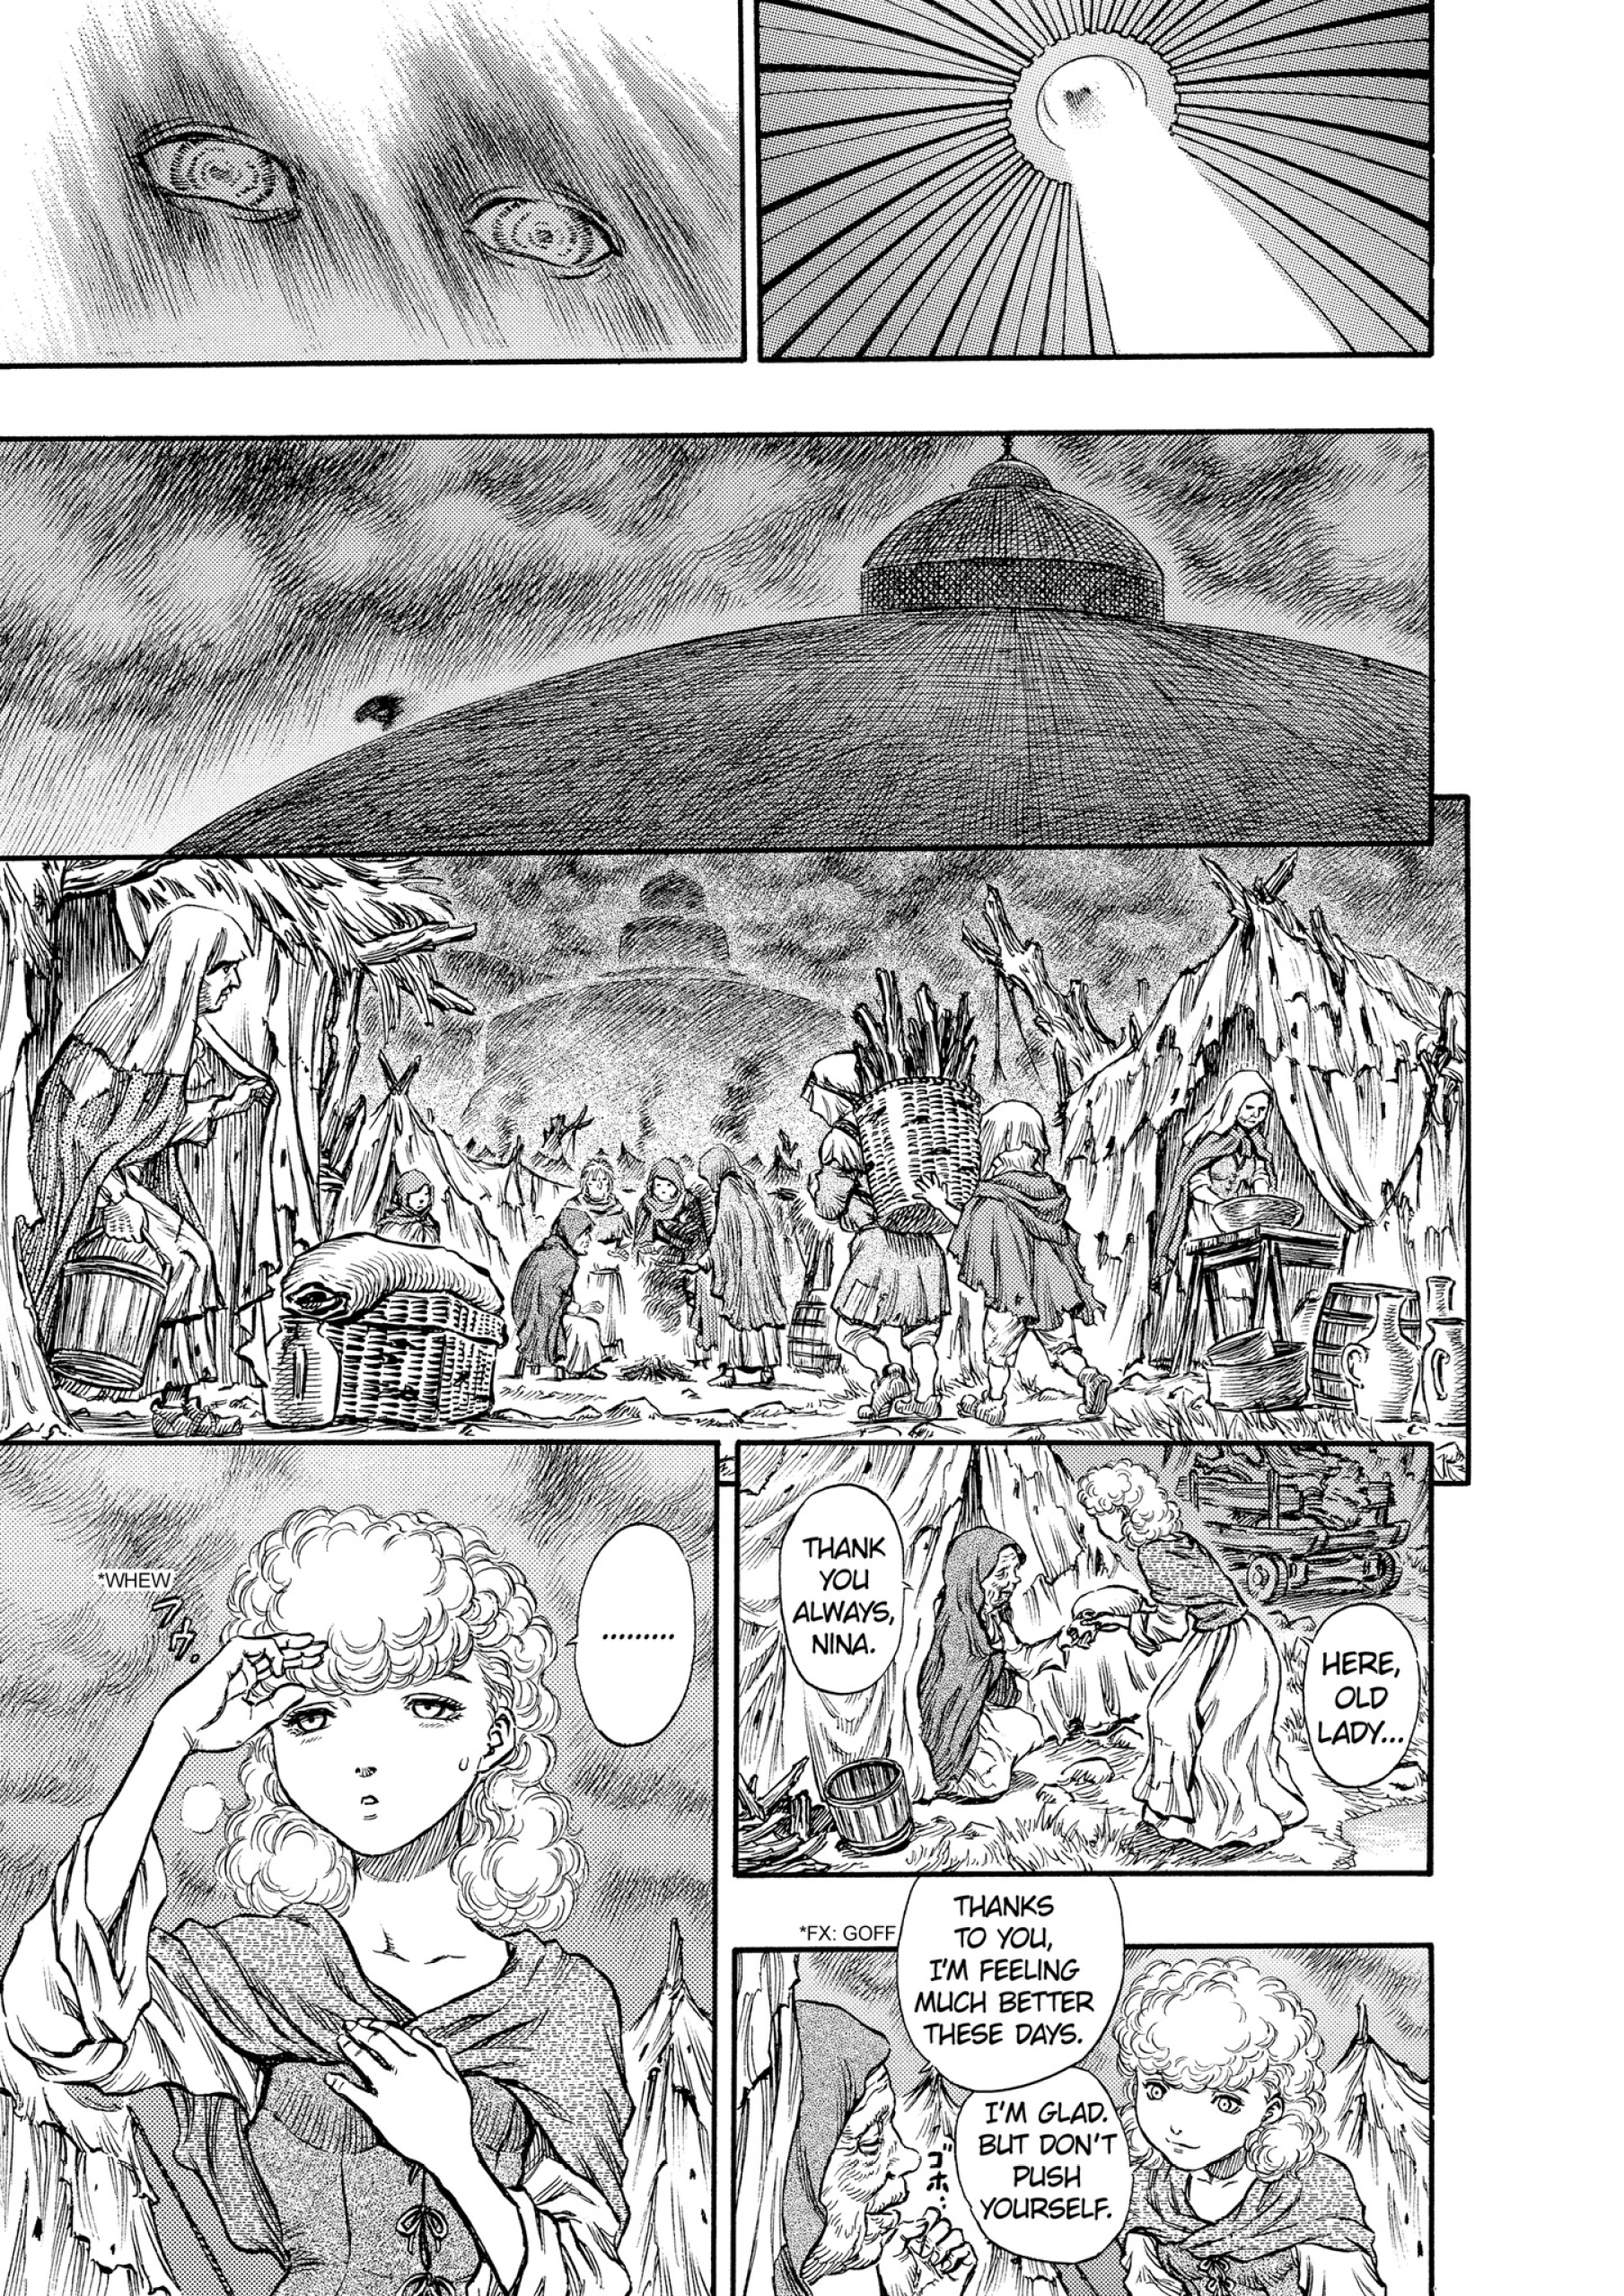 HERE,
OLD
LADY...
THANK
YOU
ALWAYS,
NINA.
THANKS
TO YOU,
I'M FEELING
MUCH BETTER
THESE DAYS.
*FX: GOFF
ゴホ
I'M GLAD.
BUT DON'T
PUSH
YOURSELF.
.........
*WHEW
フゥ.